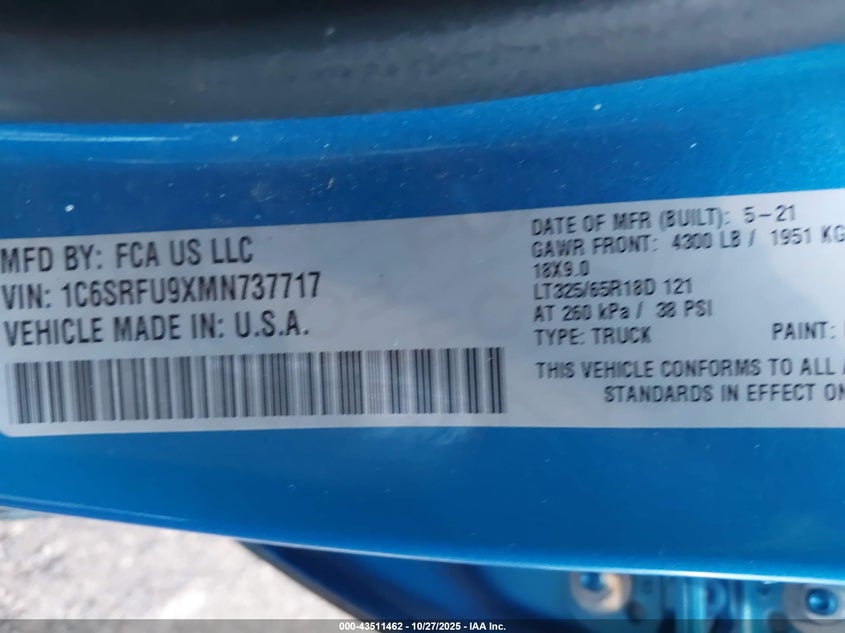 MFD BY: FCA US LLC
VIN: 1C6SRFU9XMN737717
VEHICLE MADE IN: U.S.A.
DATE OF MFR (BUILT): 5-21
GAWR FRONT: 4300 LB / 1951 KG
18X9.0
LT325/65R18D 121
AT 260 kPa / 38 PSI
TYPE: TRUCK PAINT:
THIS VEHICLE CONFORMS TO ALL
STANDARDS IN EFFECT ON
000-43511462 - 10/27/2025 - IAA Inc.